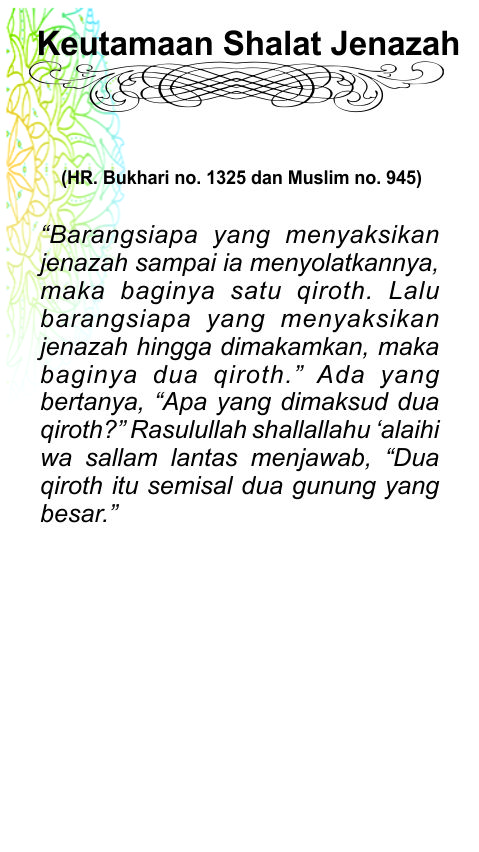 Keutamaan Shalat Jenazah
(HR. Bukhari no. 1325 dan Muslim no. 945)
“Barangsiapa yang menyaksikan
jenazah sampai ia menyolatkannya,
maka baginya satu qiroth. Lalu
barangsiapa yang menyaksikan
jenazah hingga dimakamkan, maka
baginya dua qiroth.” Ada yang
bertanya, “Apa yang dimaksud dua
qiroth?” Rasulullah shallallahu ‘alaihi
wa sallam lantas menjawab, “Dua
qiroth itu semisal dua gunung yang
besar.”